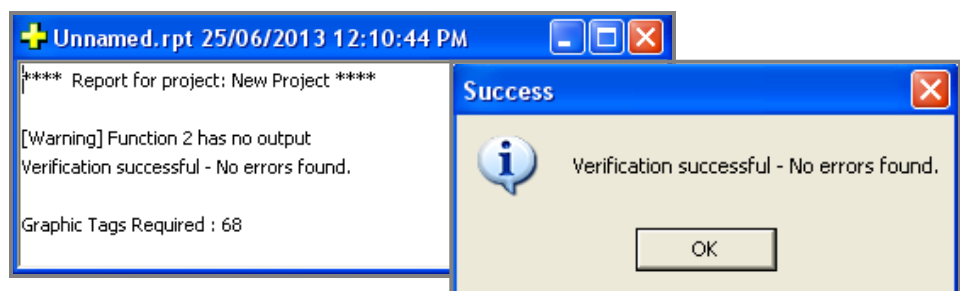 Unnamed.rpt 25/06/2013 12:10:44 PM
**** Report for project: New Project ****
[Warning] Function 2 has no output
Verification successful - No errors found.
Graphic Tags Required : 68
Success
Verification successful - No errors found.
OK